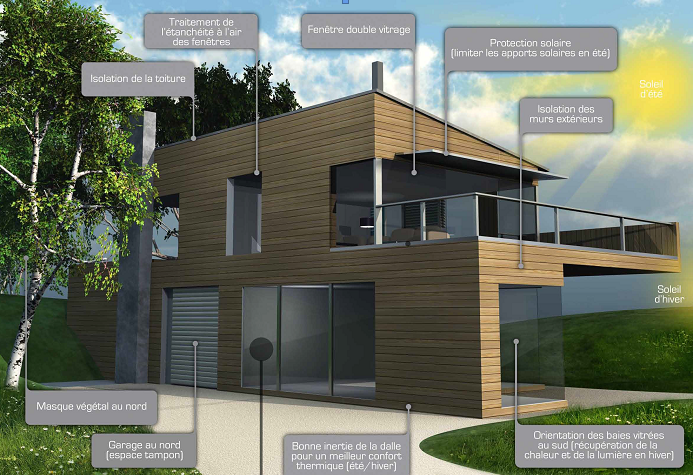 Traitement de
l'étanchéité à l'air
des fenêtres
Fenêtre double vitrage
Protection solaire
(limiter les apports solaires en été)
Isolation de la toiture
Soleil
d'été
Isolation des
murs extérieurs
Soleil
d'hiver
Masque végétal au nord
Garage au nord
(espace tampon)
Bonne inertie de la dalle
pour un meilleur confort
thermique (été/hiver)
Orientation des baies vitrées
au sud (récupération de la
chaleur et de la lumière en hiver)